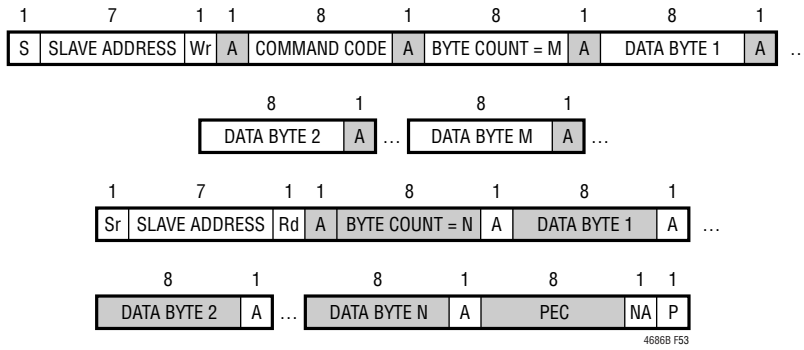 1 7 1 1 8 1 8 1 8 1
S SLAVE ADDRESS Wr A COMMAND CODE A BYTE COUNT = M A DATA BYTE 1 A …
8 1 8 1
DATA BYTE 2 A … DATA BYTE M A …
1 7 1 1 8 1 8 1
Sr SLAVE ADDRESS Rd A BYTE COUNT = N A DATA BYTE 1 A …
8 1 8 1 8 1 1
DATA BYTE 2 A … DATA BYTE N A PEC NA P
4686B F53